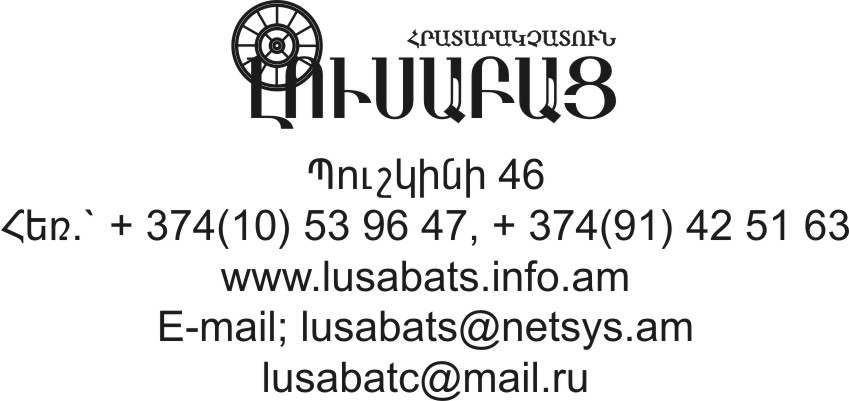 ՀՐԱՏԱՐԱԿՉԱՏՈՒՆ
ԼՈՒՍԱԲԱՑ
Պուշկինի 46
Հեռ.` + 374(10) 53 96 47, + 374(91) 42 51 63
www.lusabats.info.am
E-mail; lusabats@netsys.am
lusabatc@mail.ru